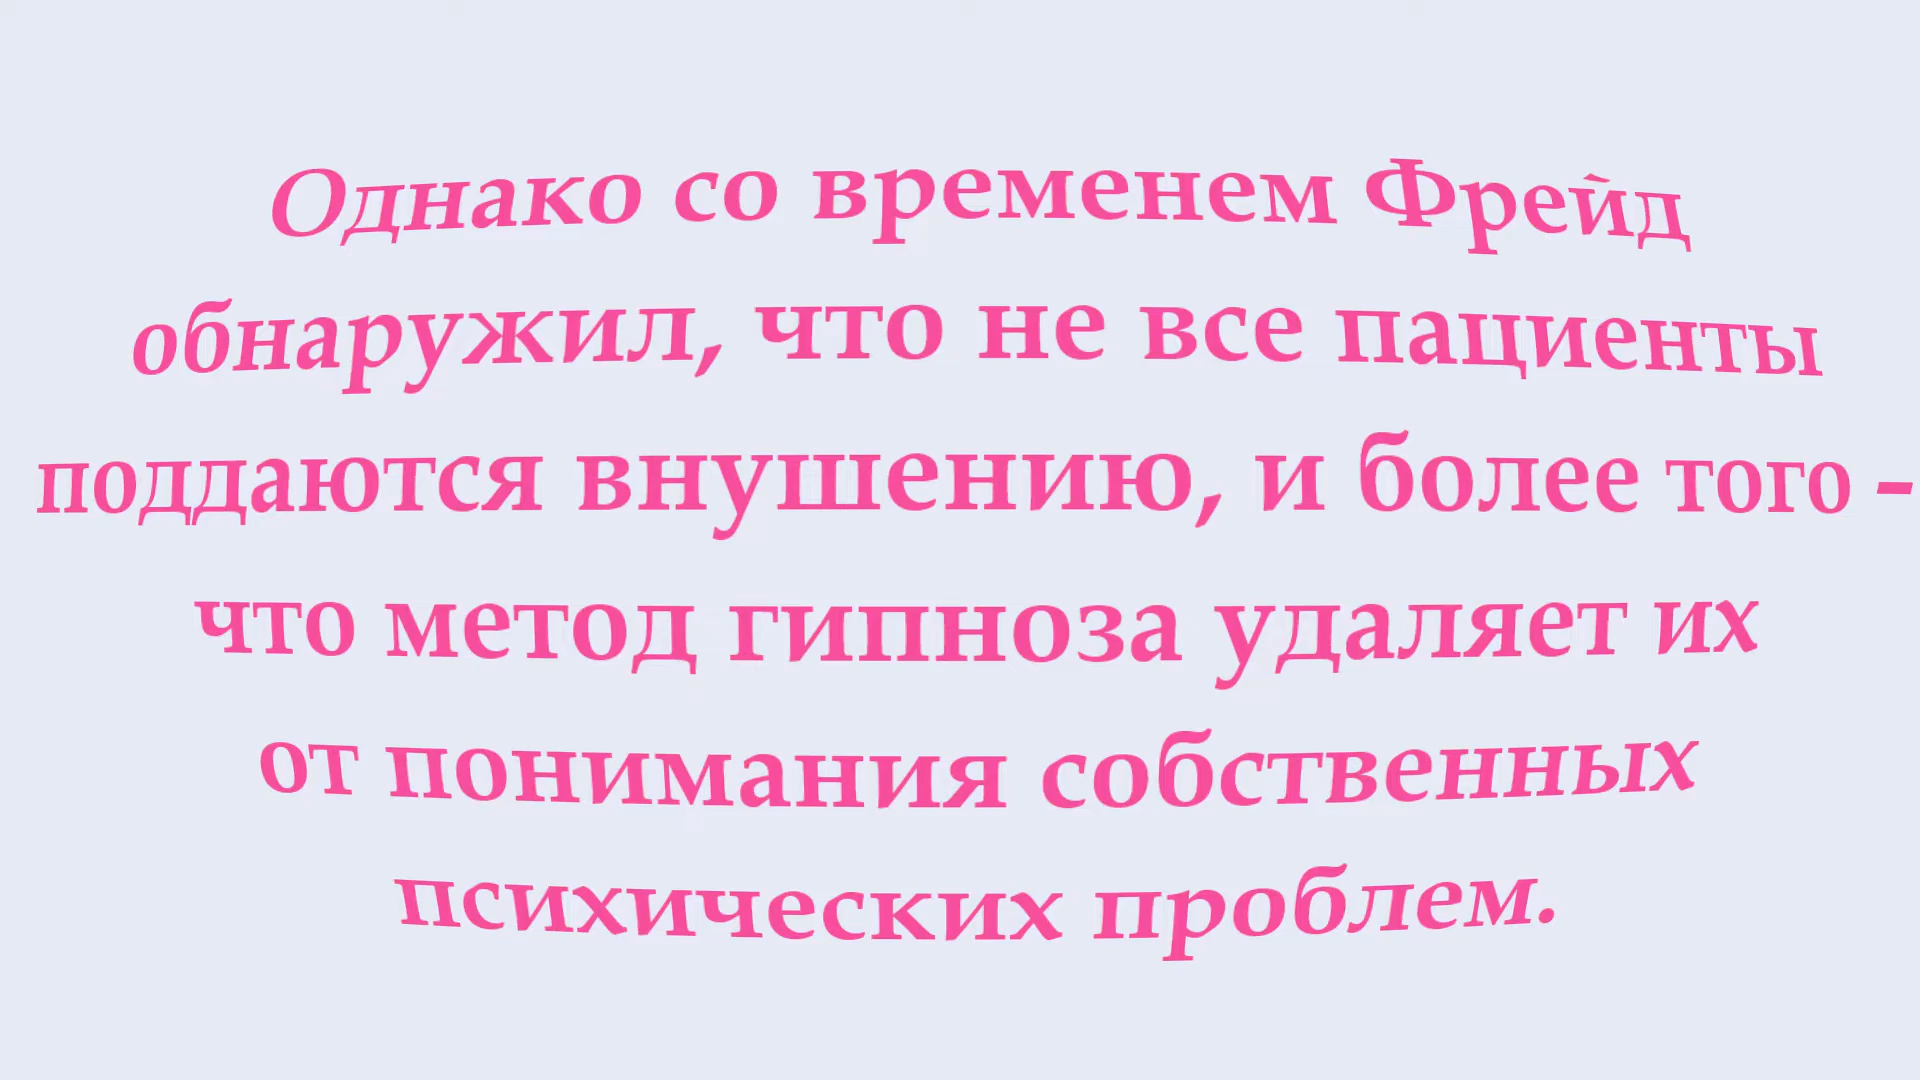 Однако со временем Фрейд
обнаружил, что не все пациенты
поддаются внушению, и более того -
что метод гипноза удаляет их
от понимания собственных
психических проблем.